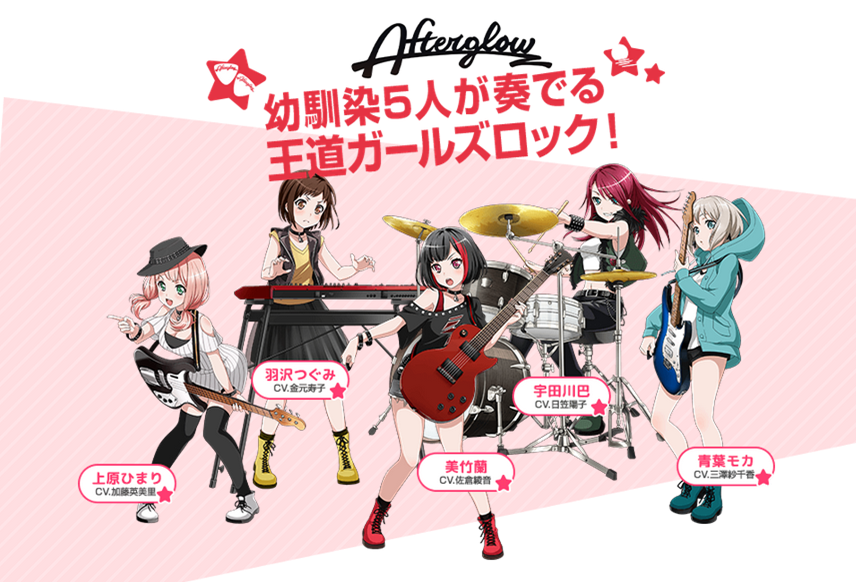 Afterglow
幼馴染5人が奏でる
王道ガールズロック!
羽沢つぐみ
CV.金元寿子
宇田川巴
CV.日笠陽子
上原ひまり
CV.加藤英美里
美竹蘭
CV.佐倉綾音
青葉モカ
CV.三澤紗千香